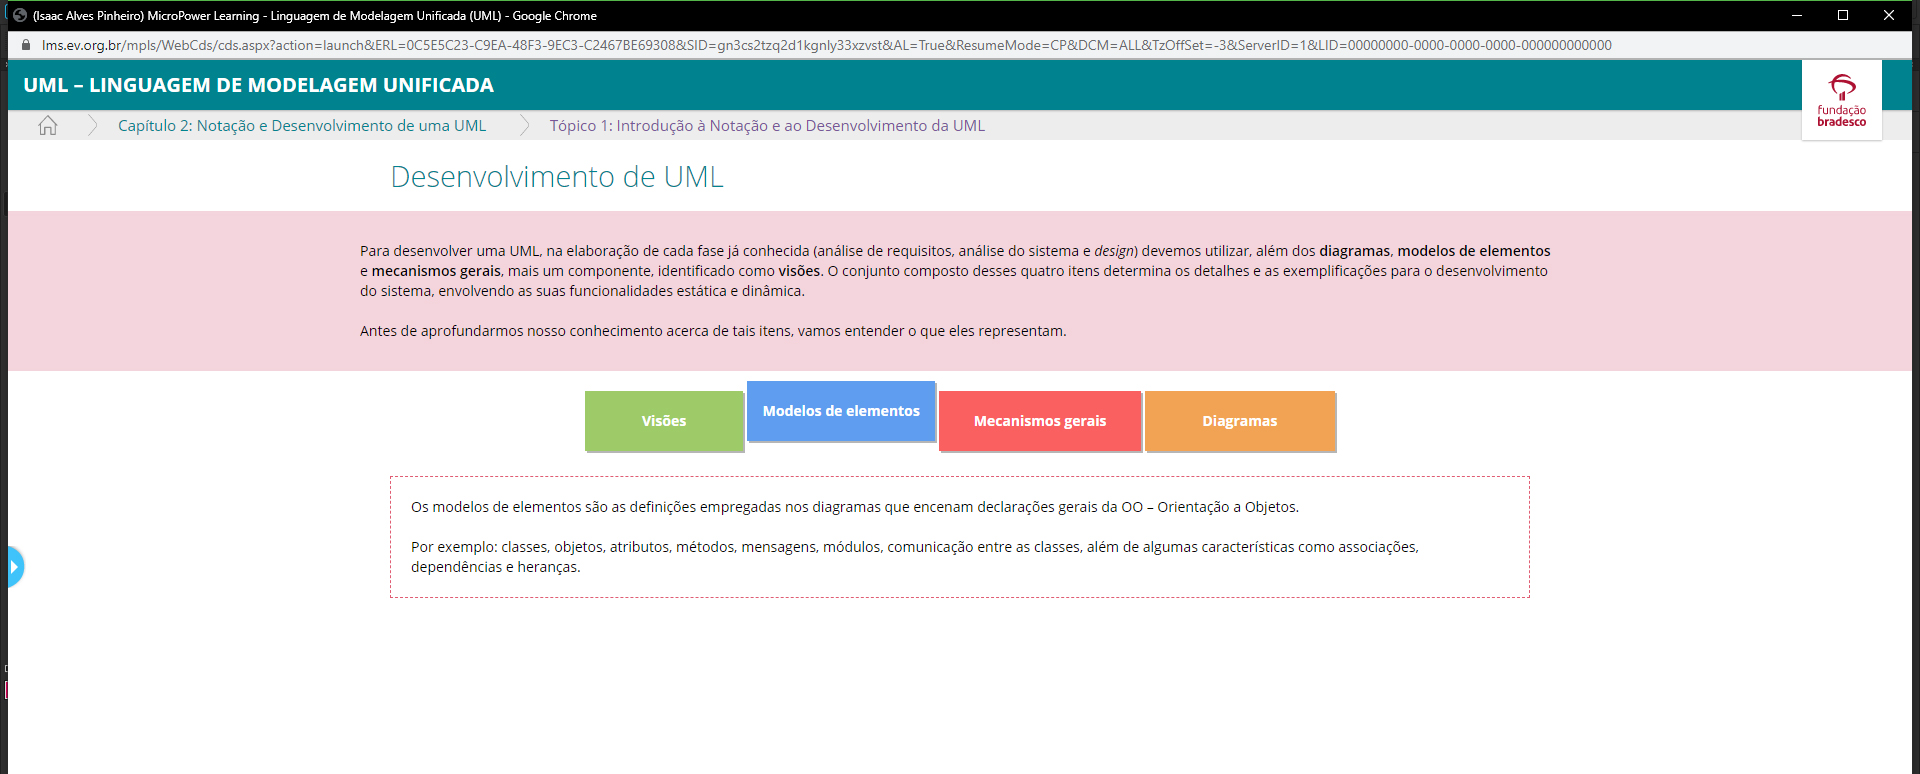 (Isaac Alves Pinheiro) MicroPower Learning - Linguagem de Modelagem Unificada (UML) - Google Chrome
lms.ev.org.br/mpls/WebCds/cds.aspx?action=launch&ERL=0C5E5C23-C9EA-48F3-9EC3-C2467BE69308&SID=gn3cs2tzq2d1kgnly33xzvst&AL=True&ResumeMode=CP&DCM=ALL&TzOffSet=-3&ServerID=1&LID=00000000-0000-0000-0000-000000000000
UML – LINGUAGEM DE MODELAGEM UNIFICADA
fundação
bradesco
Capítulo 2: Notação e Desenvolvimento de uma UML
Tópico 1: Introdução à Notação e ao Desenvolvimento da UML
Desenvolvimento de UML
Para desenvolver uma UML, na elaboração de cada fase já conhecida (análise de requisitos, análise do sistema e design) devemos utilizar, além dos diagramas, modelos de elementos
e mecanismos gerais, mais um componente, identificado como visões. O conjunto composto desses quatro itens determina os detalhes e as exemplificações para o desenvolvimento
do sistema, envolvendo as suas funcionalidades estática e dinâmica.
Antes de aprofundarmos nosso conhecimento acerca de tais itens, vamos entender o que eles representam.
Visões
Modelos de elementos
Mecanismos gerais
Diagramas
Os modelos de elementos são as definições empregadas nos diagramas que encenam declarações gerais da OO – Orientação a Objetos.
Por exemplo: classes, objetos, atributos, métodos, mensagens, módulos, comunicação entre as classes, além de algumas características como associações,
dependências e heranças.